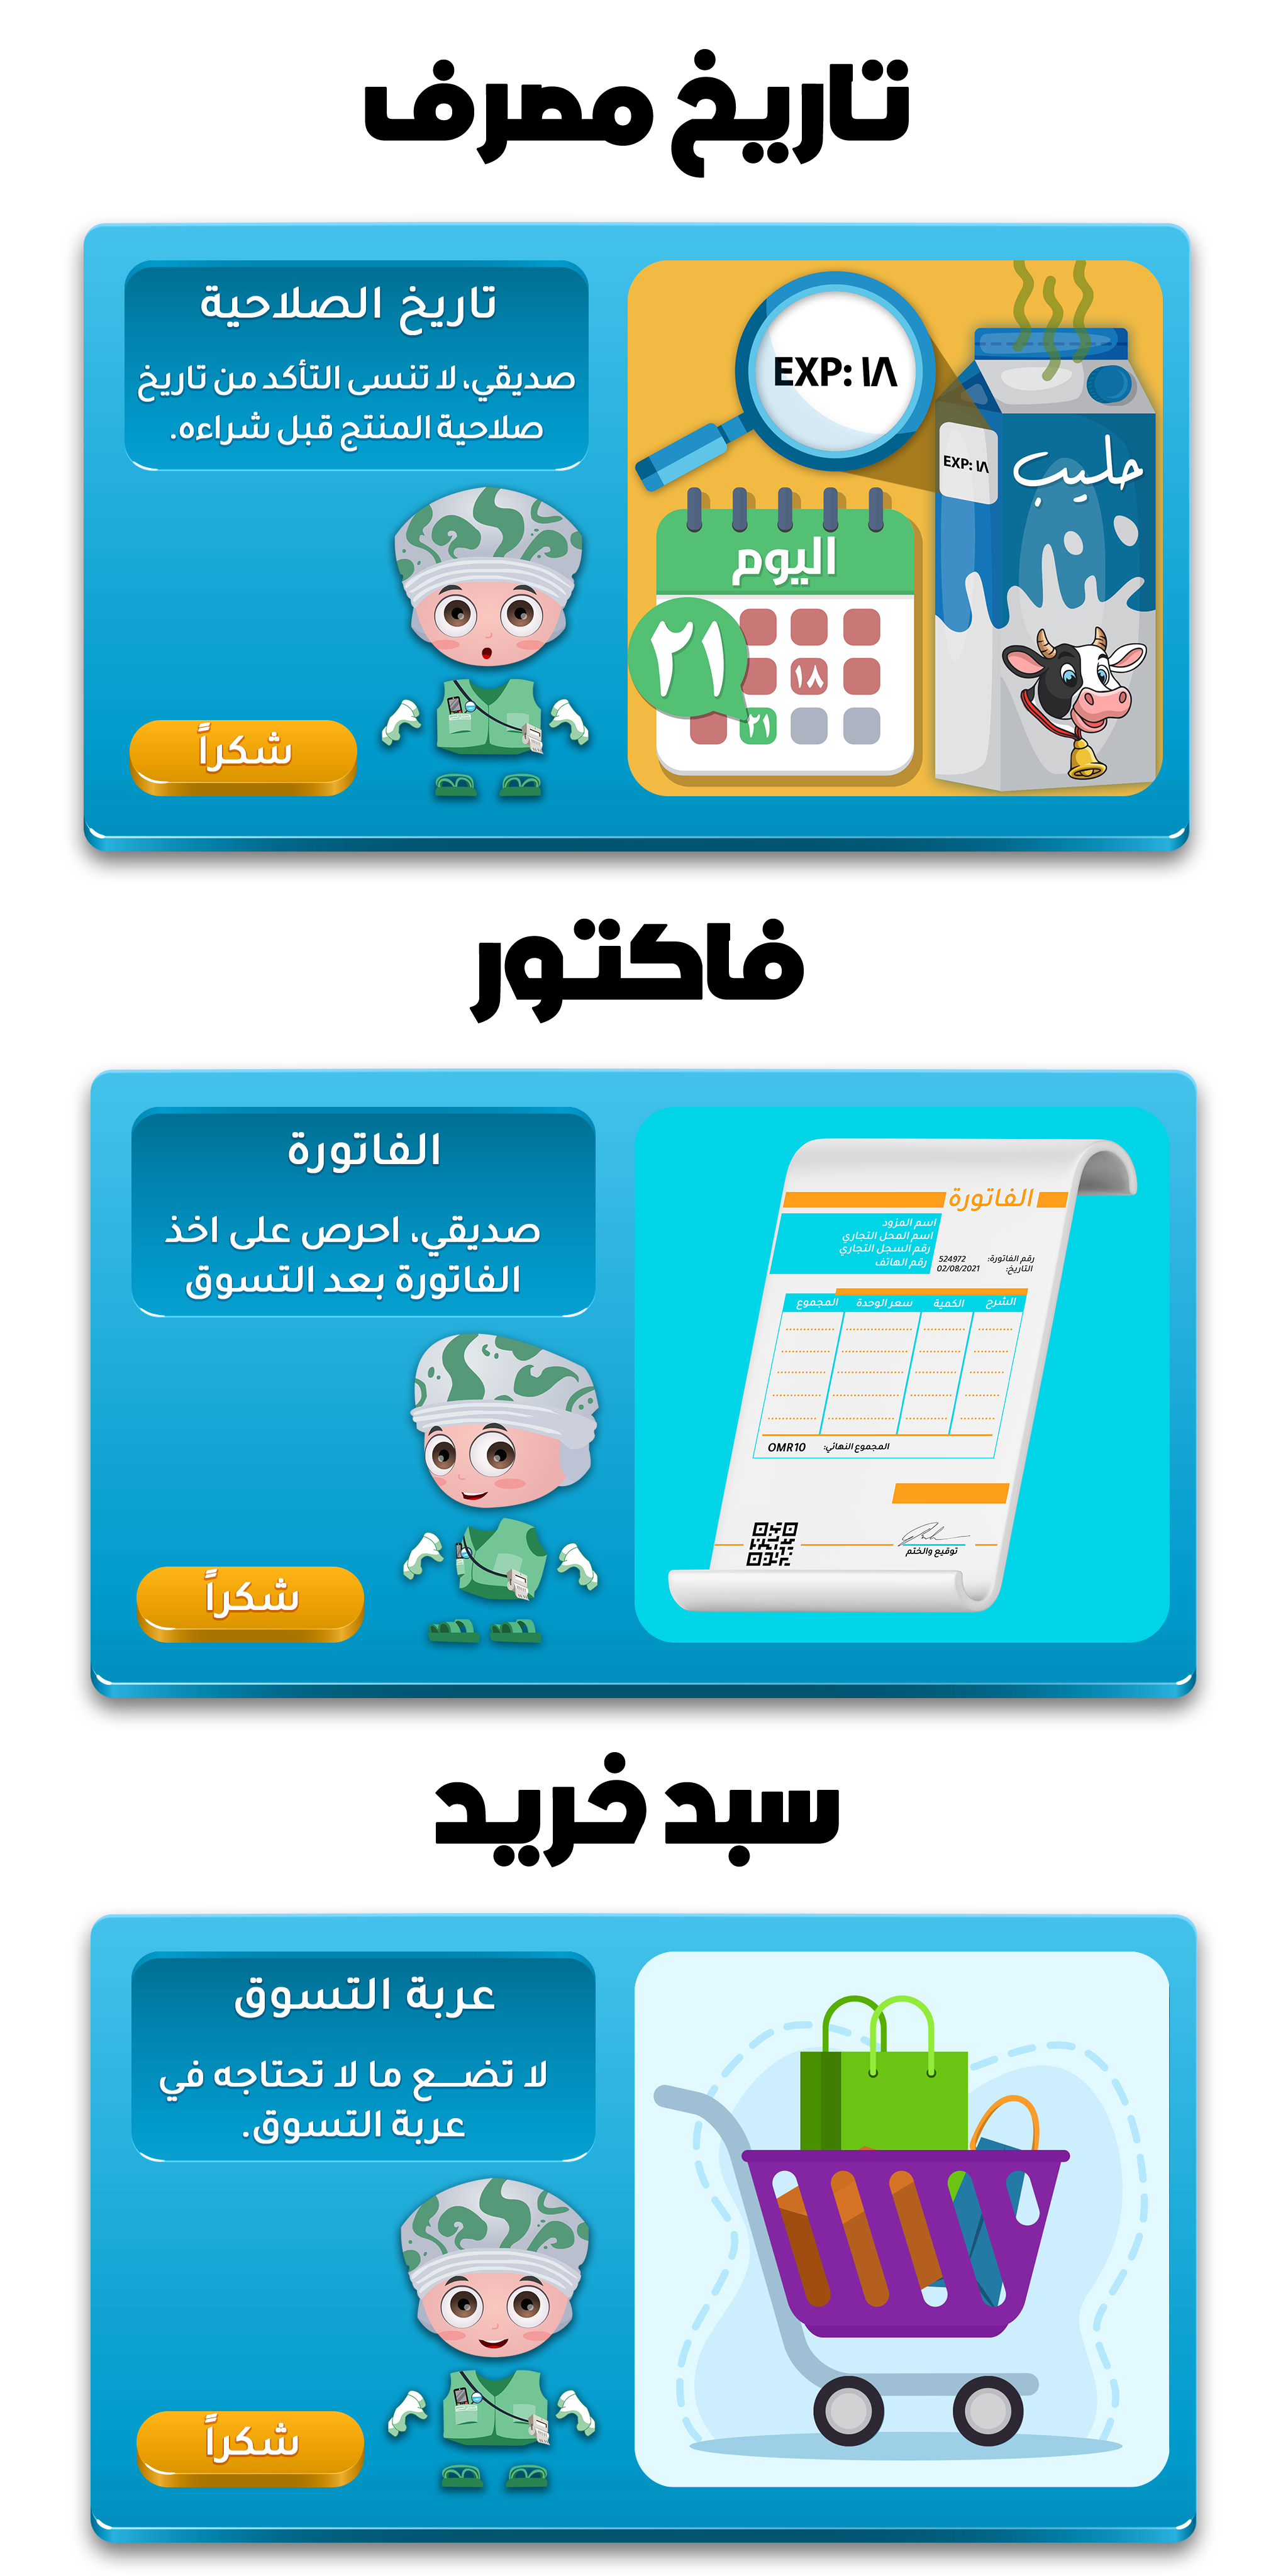 تاريخ مصرف
تاريخ الصلاحية
صديقي، لا تنسى التأكد من تاريخ
صلاحية المنتج قبل شراءه.
شكراً
EXP: ١٨
EXP: ١٨
حليب
اليوم
٢١
١٨
٢١
فاکتور
الفاتورة
صديقي، احرص على اخذ
الفاتورة بعد التسوق
شكراً
الفاتورة
اسم المزود
اسم المحل التجاري
رقم السجل التجاري
رقم الهاتف
رقم الفاتورة: 524972
التاريخ: 02/08/2021
الشرح الكمية سعر الوحدة المجموع
المجموع النهائي: OMR10
توقيع والختم
سبد خرید
عربة التسوق
لا تضـــع ما لا تحتاجه في
عربة التسوق.
شكراً